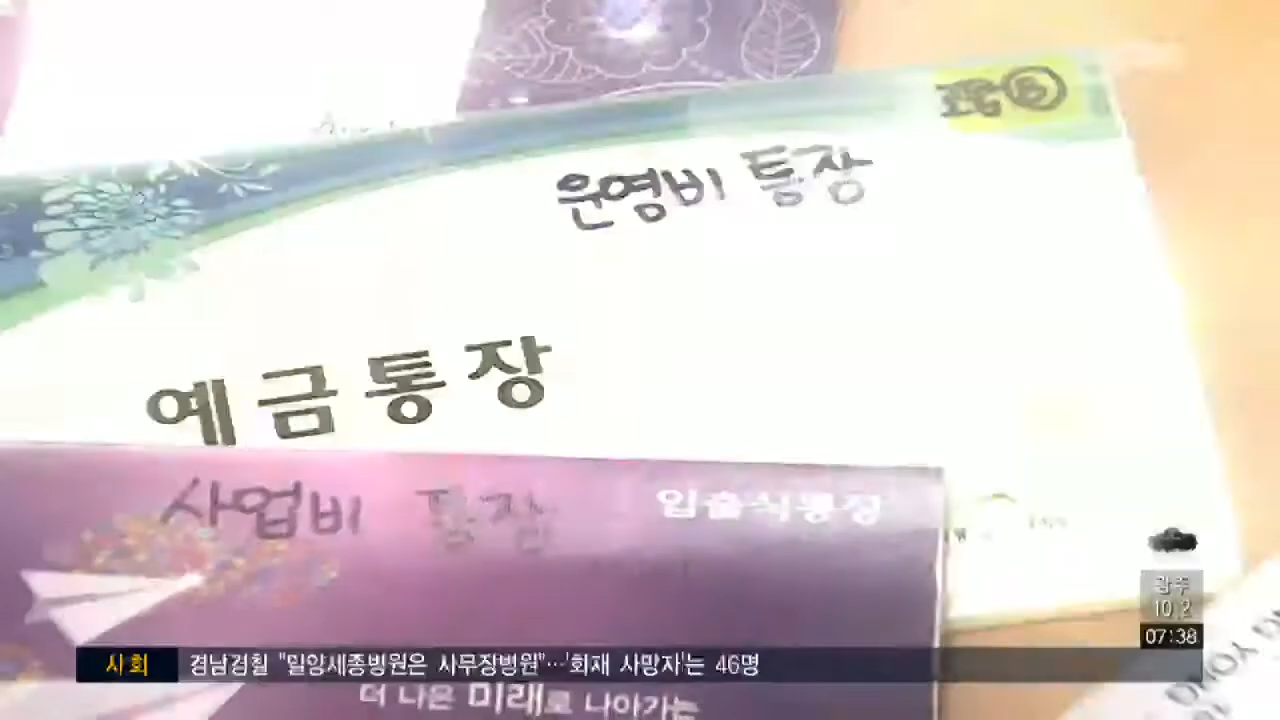 운영비 통장
예금통장
사업비 통장
입출식통장
광주
10.2
07:38
사회 경남경찰 "밀양세종병원은 사무장병원"…'화재 사망자'는 46명
더 나은 미래로 나아가는